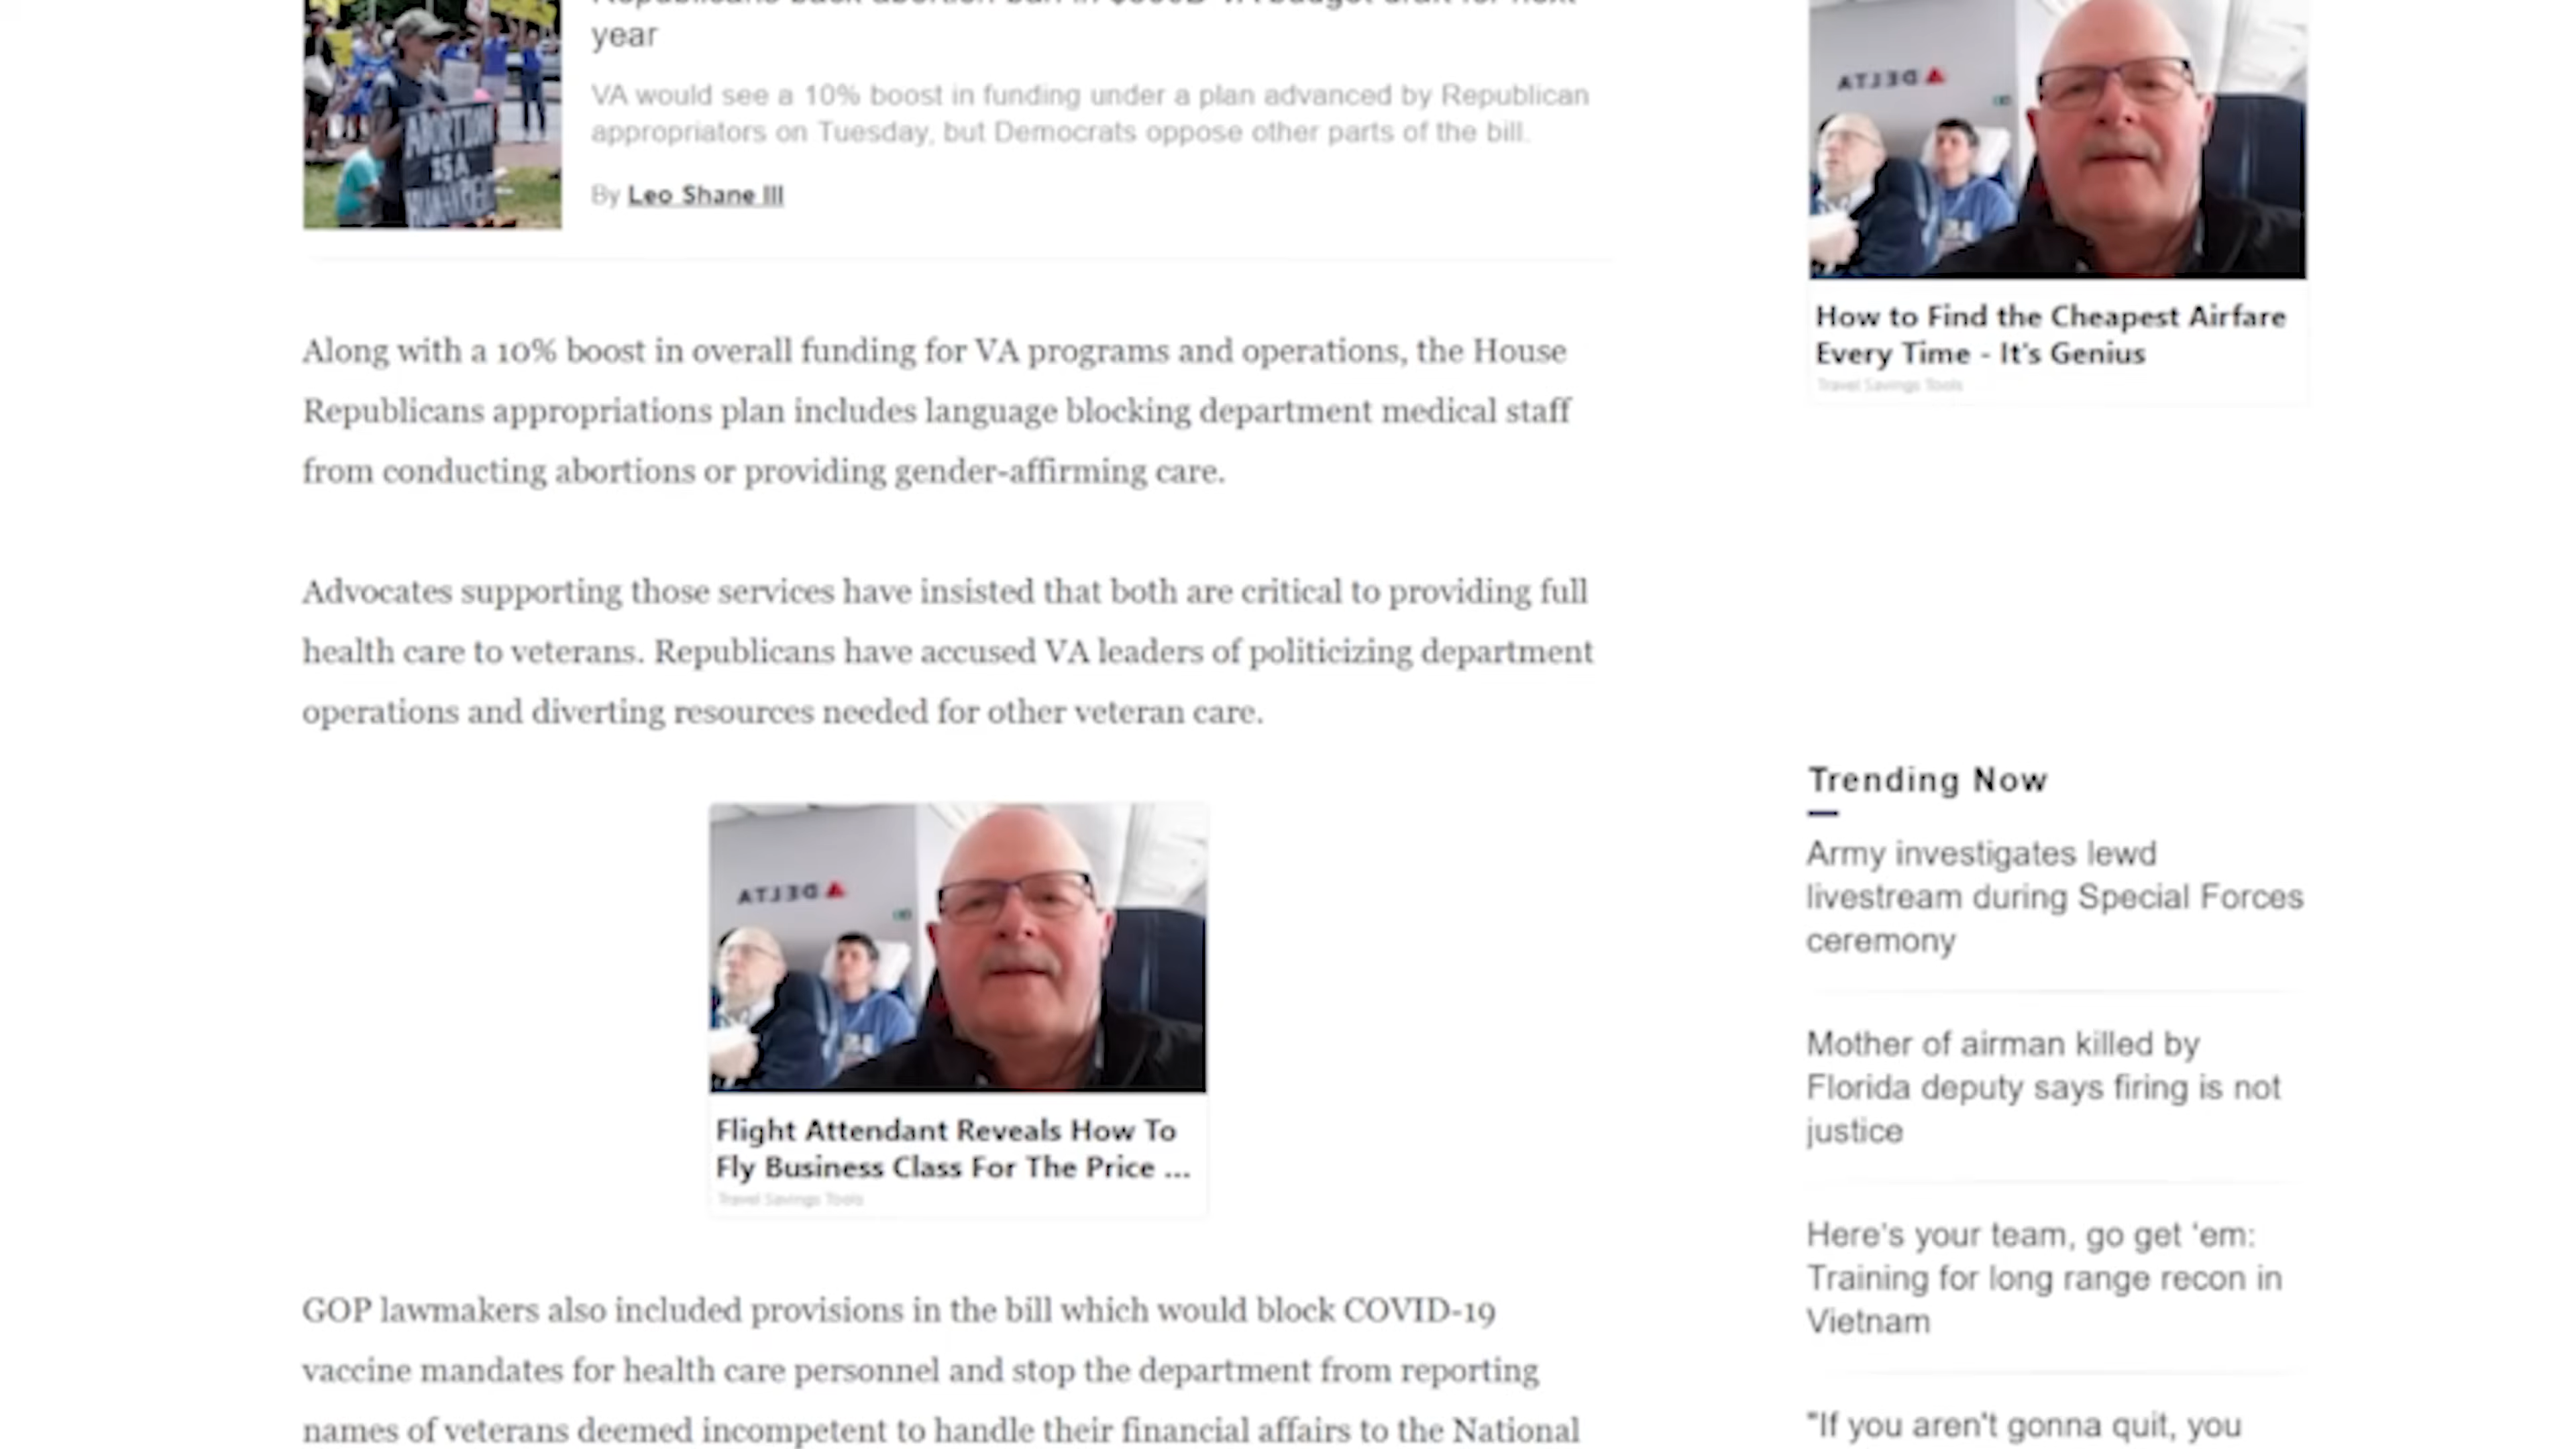 year
VA would see a 10% boost in funding under a plan advanced by Republican
appropriators on Tuesday, but Democrats oppose other parts of the bill.
By Leo Shane III
ABORTION
IS A
Along with a 10% boost in overall funding for VA programs and operations, the House
Republicans appropriations plan includes language blocking department medical staff
from conducting abortions or providing gender-affirming care.
Advocates supporting those services have insisted that both are critical to providing full
health care to veterans. Republicans have accused VA leaders of politicizing department
operations and diverting resources needed for other veteran care.
DELTA
Flight Attendant Reveals How To
Fly Business Class For The Price ...
Travel Savings Tools
GOP lawmakers also included provisions in the bill which would block COVID-19
vaccine mandates for health care personnel and stop the department from reporting
names of veterans deemed incompetent to handle their financial affairs to the National
DELTA
How to Find the Cheapest Airfare
Every Time - It's Genius
Travel Savings Tools
Trending Now
Army investigates lewd
livestream during Special Forces
ceremony
Mother of airman killed by
Florida deputy says firing is not
justice
Here's your team, go get 'em:
Training for long range recon in
Vietnam
"If you aren't gonna quit, you